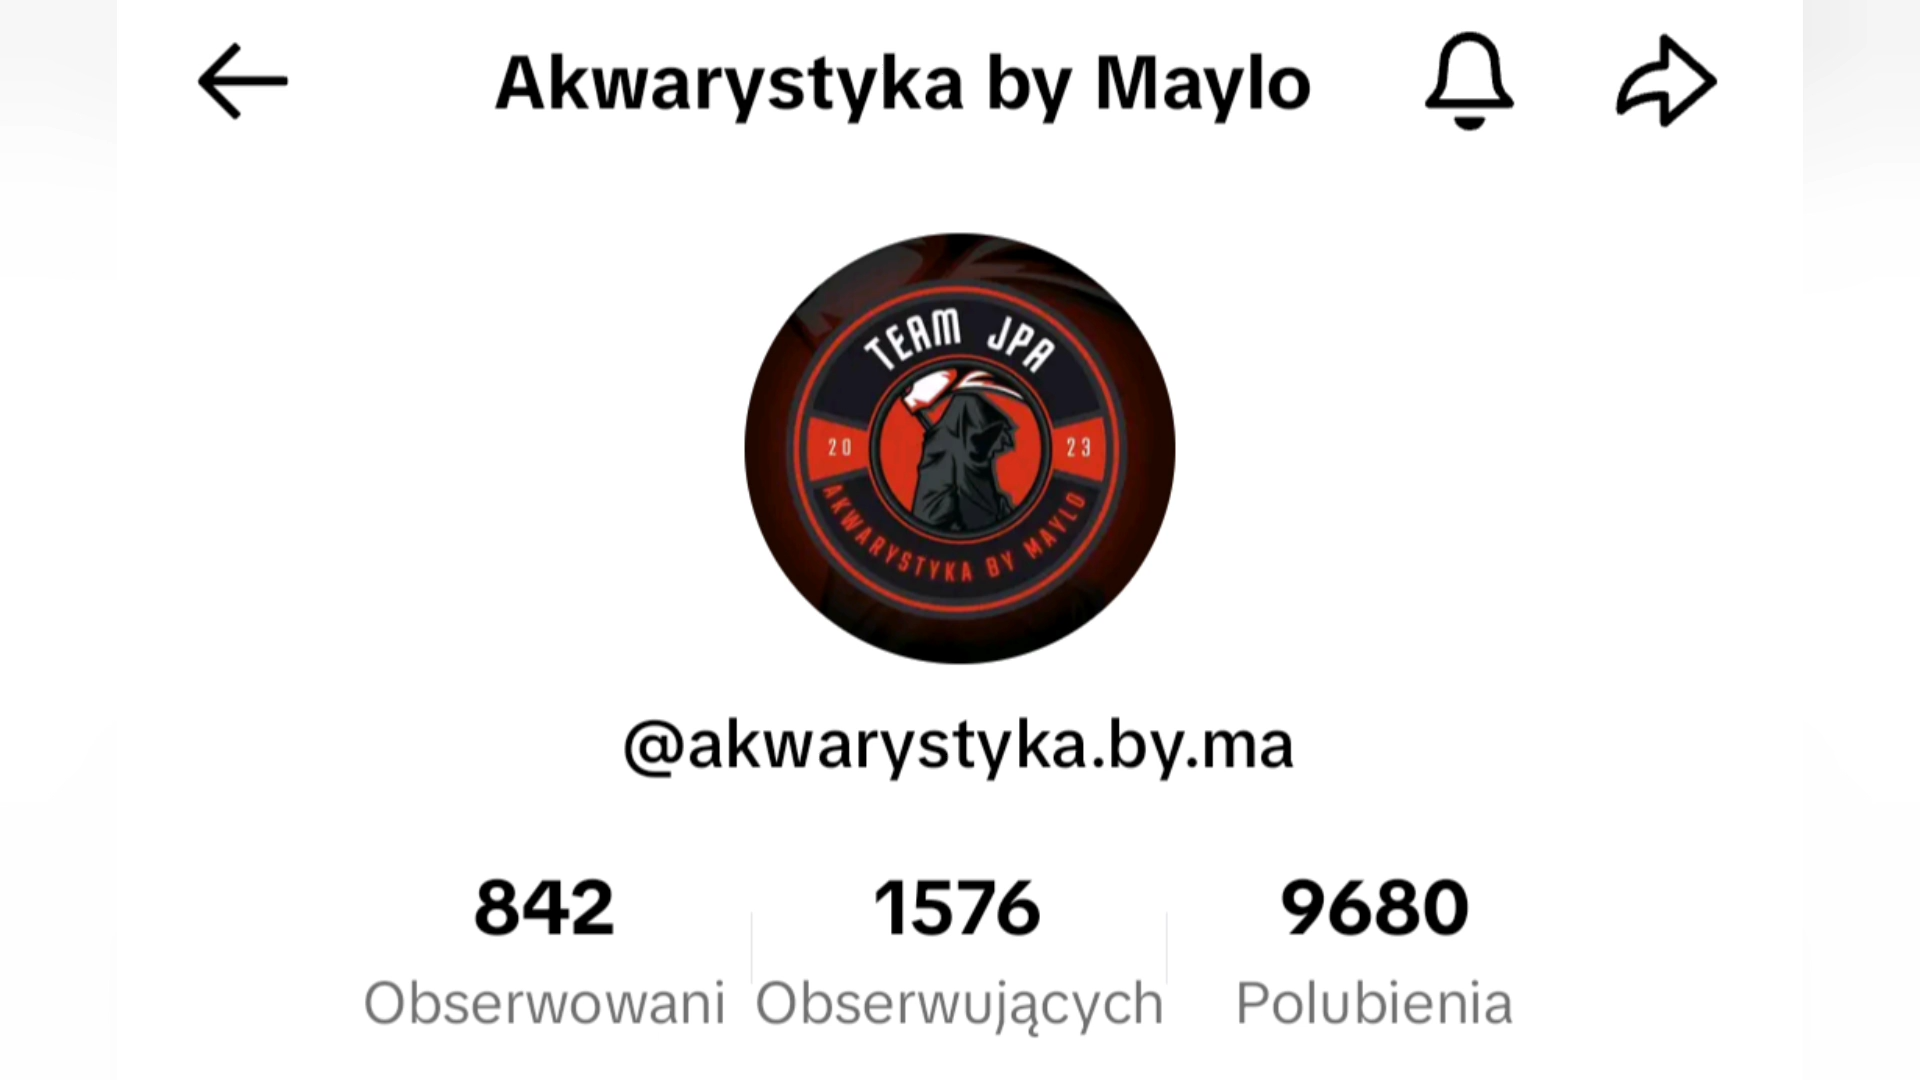 Akwarystyka by Maylo
TEAM JPA
20 23
AKWARYSTYKA BY MAYLO
@akwarystyka.by.ma
842 1576 9680
Obserwowani Obserwujących Polubienia